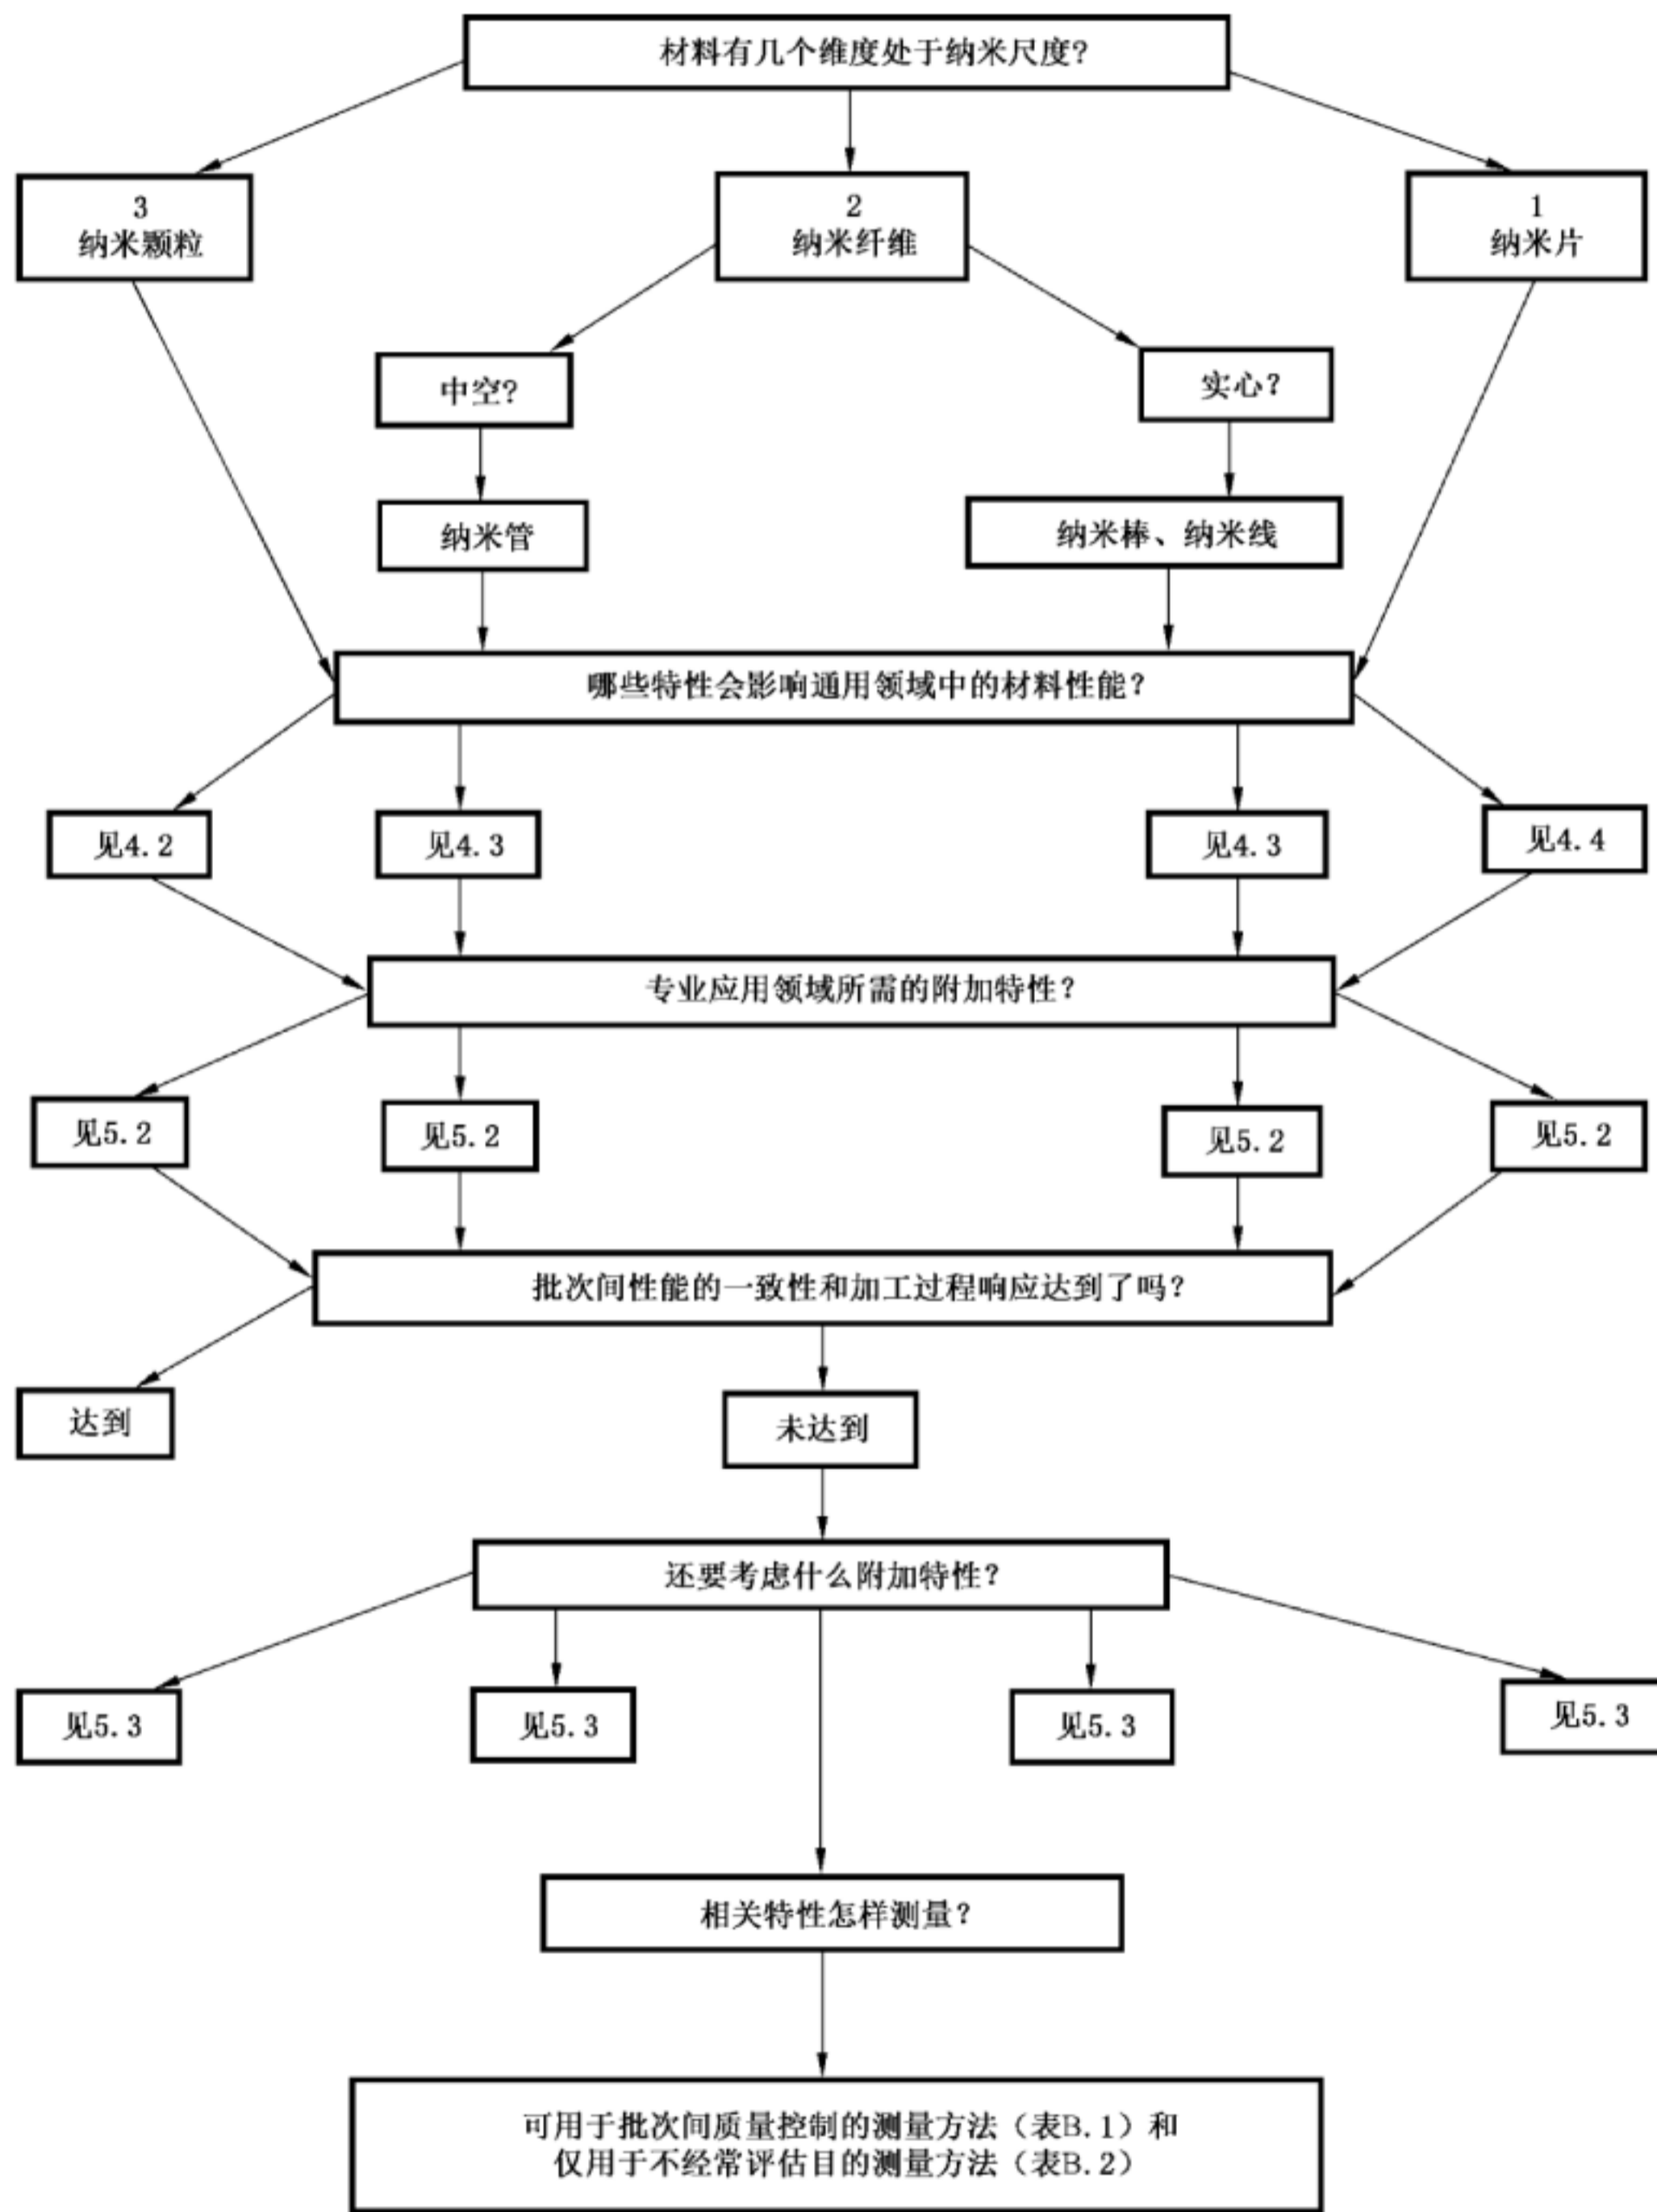 材料有几个维度处于纳米尺度?
3
纳米颗粒
2
纳米纤维
1
纳米片
中空?
实心?
纳米管
纳米棒、纳米线
哪些特性会影响通用领域中的材料性能?
见4.2
见4.3
见4.3
见4.4
专业应用领域所需的附加特性?
见5.2
见5.2
见5.2
见5.2
批次间性能的一致性和加工过程响应达到了吗?
达到
未达到
还要考虑什么附加特性?
见5.3
见5.3
见5.3
见5.3
相关特性怎样测量?
可用于批次间质量控制的测量方法（表B.1）和
仅用于不经常评估目的测量方法（表B.2）